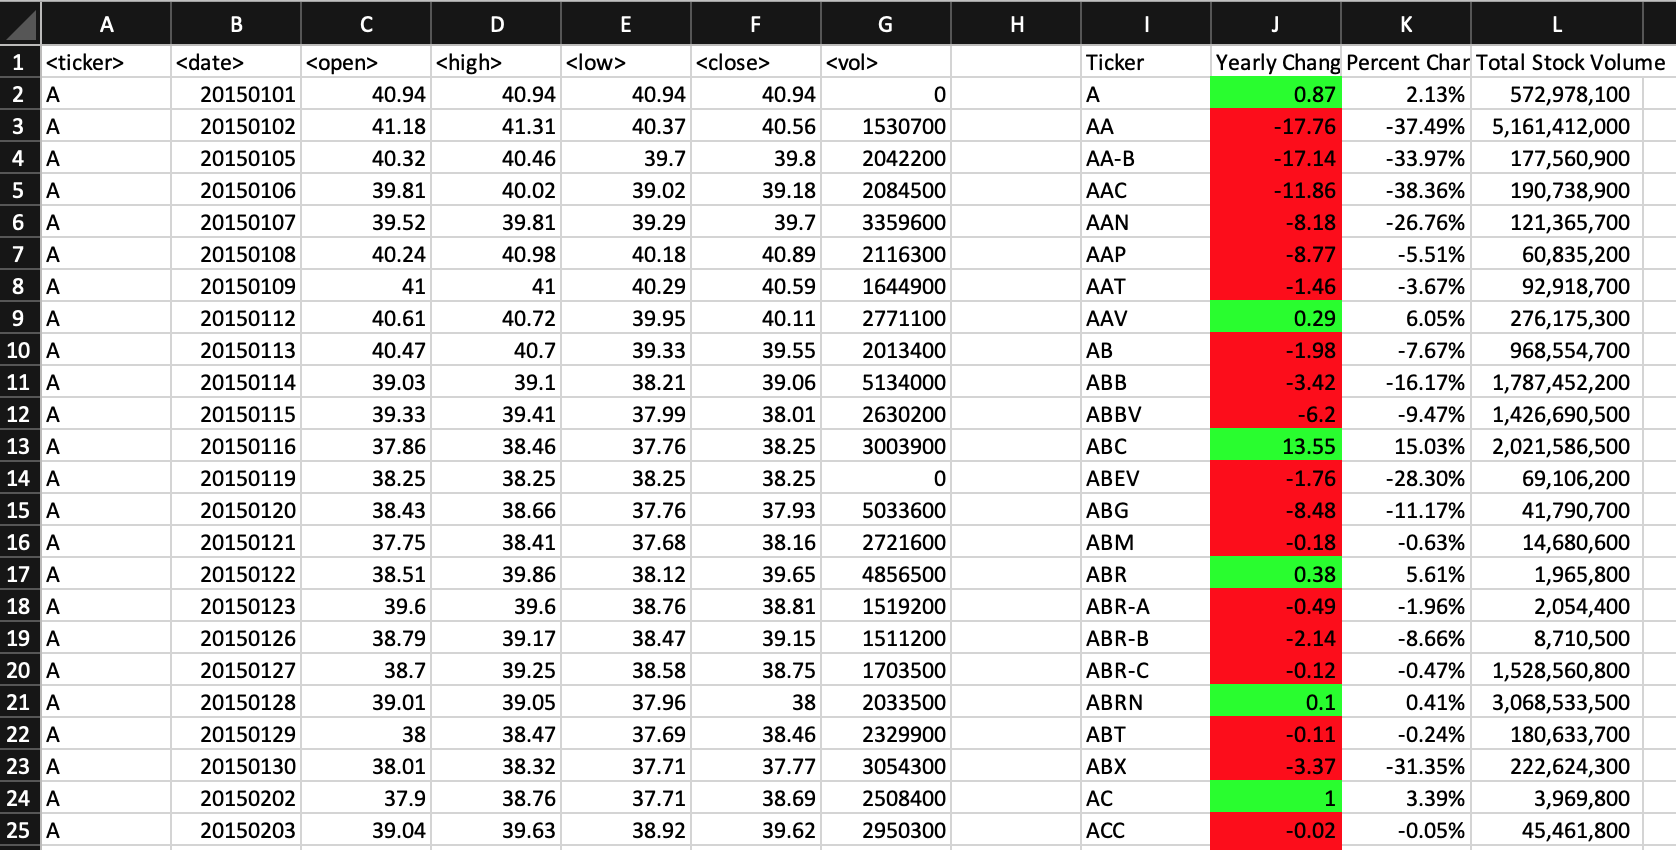 A B C D E F G H I J K L
1 <ticker> <date> <open> <high> <low> <close> <vol> Ticker Yearly Chang Percent Char Total Stock Volume
2 A 20150101 40.94 40.94 40.94 40.94 0 A 0.87 2.13% 572,978,100
3 A 20150102 41.18 41.31 40.37 40.56 1530700 AA -17.76 -37.49% 5,161,412,000
4 A 20150105 40.32 40.46 39.7 39.8 2042200 AA-B -17.14 -33.97% 177,560,900
5 A 20150106 39.81 40.02 39.02 39.18 2084500 AAC -11.86 -38.36% 190,738,900
6 A 20150107 39.52 39.81 39.29 39.7 3359600 AAN -8.18 -26.76% 121,365,700
7 A 20150108 40.24 40.98 40.18 40.89 2116300 AAP -8.77 -5.51% 60,835,200
8 A 20150109 41 41 40.29 40.59 1644900 AAT -1.46 -3.67% 92,918,700
9 A 20150112 40.61 40.72 39.95 40.11 2771100 AAV 0.29 6.05% 276,175,300
10 A 20150113 40.47 40.7 39.33 39.55 2013400 AB -1.98 -7.67% 968,554,700
11 A 20150114 39.03 39.1 38.21 39.06 5134000 ABB -3.42 -16.17% 1,787,452,200
12 A 20150115 39.33 39.41 37.99 38.01 2630200 ABBV -6.2 -9.47% 1,426,690,500
13 A 20150116 37.86 38.46 37.76 38.25 3003900 ABC 13.55 15.03% 2,021,586,500
14 A 20150119 38.25 38.25 38.25 38.25 0 ABEV -1.76 -28.30% 69,106,200
15 A 20150120 38.43 38.66 37.76 37.93 5033600 ABG -8.48 -11.17% 41,790,700
16 A 20150121 37.75 38.41 37.68 38.16 2721600 ABM -0.18 -0.63% 14,680,600
17 A 20150122 38.51 39.86 38.12 39.65 4856500 ABR 0.38 5.61% 1,965,800
18 A 20150123 39.6 39.6 38.76 38.81 1519200 ABR-A -0.49 -1.96% 2,054,400
19 A 20150126 38.79 39.17 38.47 39.15 1511200 ABR-B -2.14 -8.66% 8,710,500
20 A 20150127 38.7 39.25 38.58 38.75 1703500 ABR-C -0.12 -0.47% 1,528,560,800
21 A 20150128 39.01 39.05 37.96 38 2033500 ABRN 0.1 0.41% 3,068,533,500
22 A 20150129 38 38.47 37.69 38.46 2329900 ABT -0.11 -0.24% 180,633,700
23 A 20150130 38.01 38.32 37.71 37.77 3054300 ABX -3.37 -31.35% 222,624,300
24 A 20150202 37.9 38.76 37.71 38.69 2508400 AC 1 3.39% 3,969,800
25 A 20150203 39.04 39.63 38.92 39.62 2950300 ACC -0.02 -0.05% 45,461,800